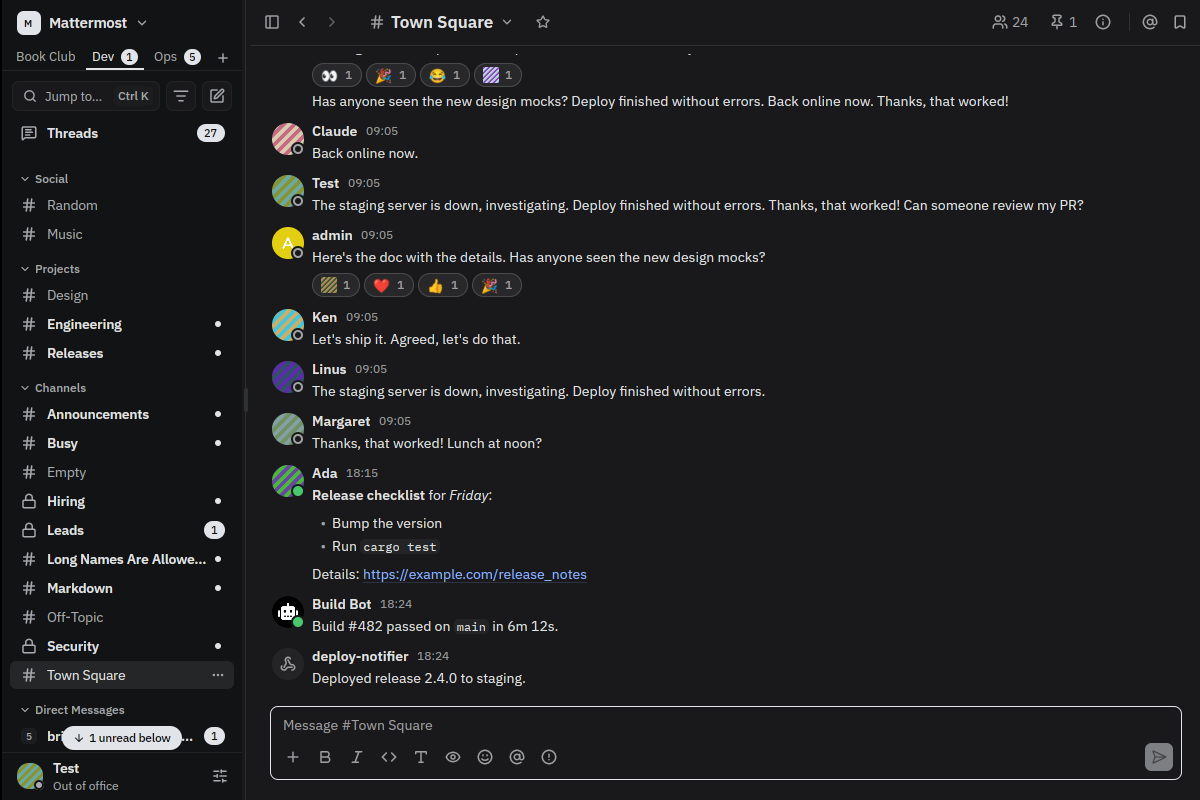 M Mattermost
Book Club Dev 1 Ops 5
Jump to... Ctrl K
Threads 27
Social
Random
Music
Projects
Design
Engineering
Releases
Channels
Announcements
Busy
Empty
Hiring
Leads 1
Long Names Are Allowe...
Markdown
Off-Topic
Security
Town Square
Direct Messages
5 bri ... 1
1 unread below
Test
Out of office
Town Square
24
1
1 1 1 1
Has anyone seen the new design mocks? Deploy finished without errors. Back online now. Thanks, that worked!
Claude 09:05
Back online now.
Test 09:05
The staging server is down, investigating. Deploy finished without errors. Thanks, that worked! Can someone review my PR?
A admin 09:05
Here's the doc with the details. Has anyone seen the new design mocks?
1 1 1 1
Ken 09:05
Let's ship it. Agreed, let's do that.
Linus 09:05
The staging server is down, investigating. Deploy finished without errors.
Margaret 09:05
Thanks, that worked! Lunch at noon?
Ada 18:15
Release checklist for Friday:
• Bump the version
• Run cargo test
Details: https://example.com/release_notes
Build Bot 18:24
Build #482 passed on main in 6m 12s.
deploy-notifier 18:24
Deployed release 2.4.0 to staging.
Message #Town Square